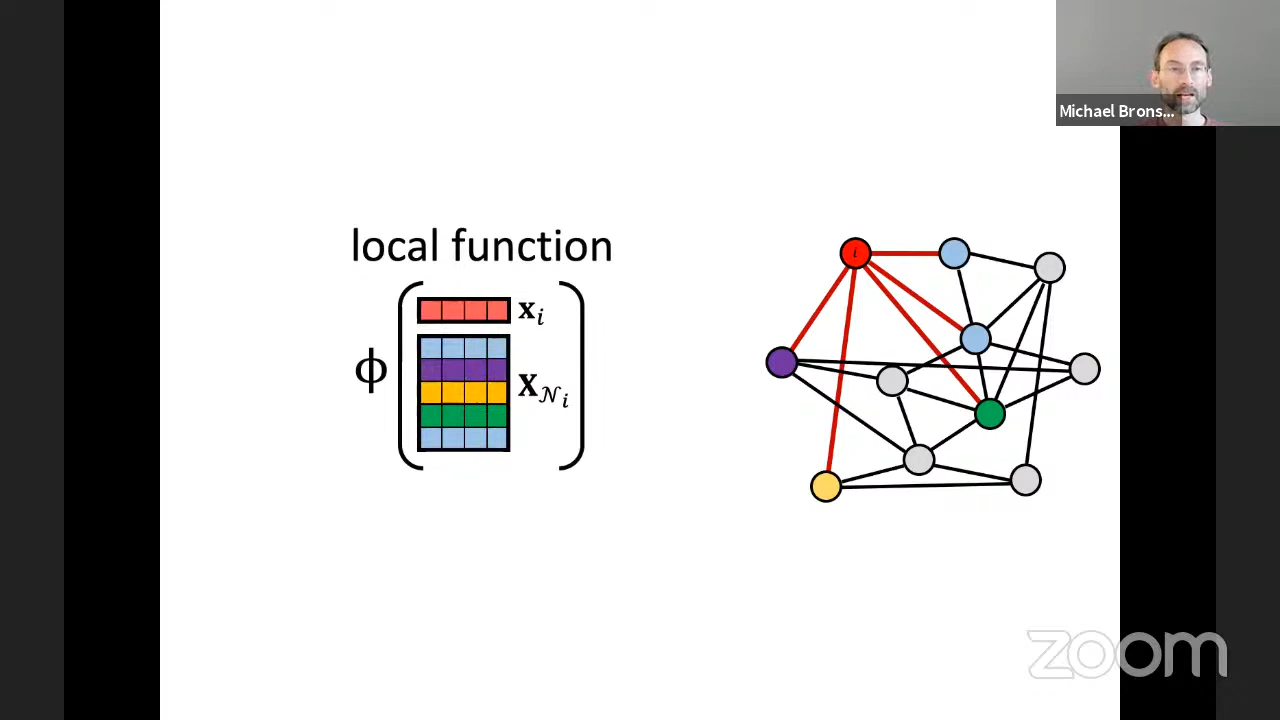 Michael Brons...
local function
i
ϕ
x_i
X_𝒩_i
zoom